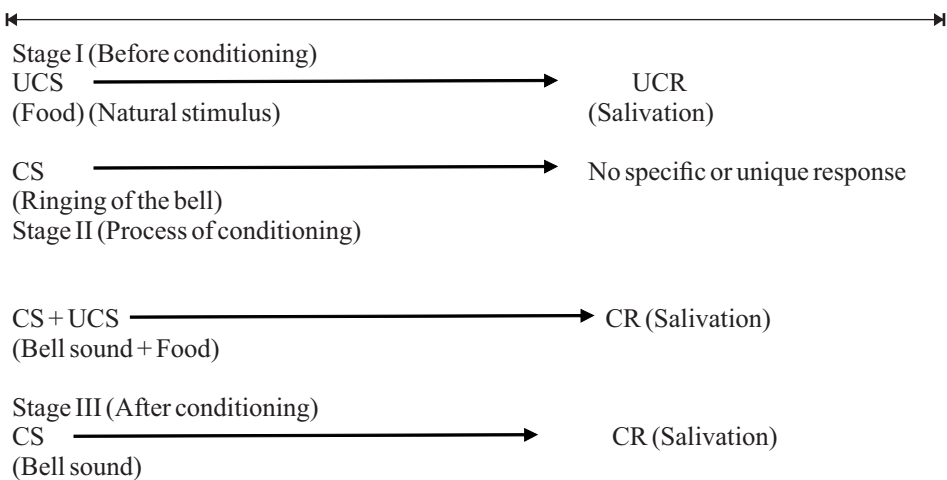 Stage I (Before conditioning)
UCS UCR
(Food) (Natural stimulus) (Salivation)
CS No specific or unique response
(Ringing of the bell)
Stage II (Process of conditioning)
CS + UCS CR (Salivation)
(Bell sound + Food)
Stage III (After conditioning)
CS CR (Salivation)
(Bell sound)